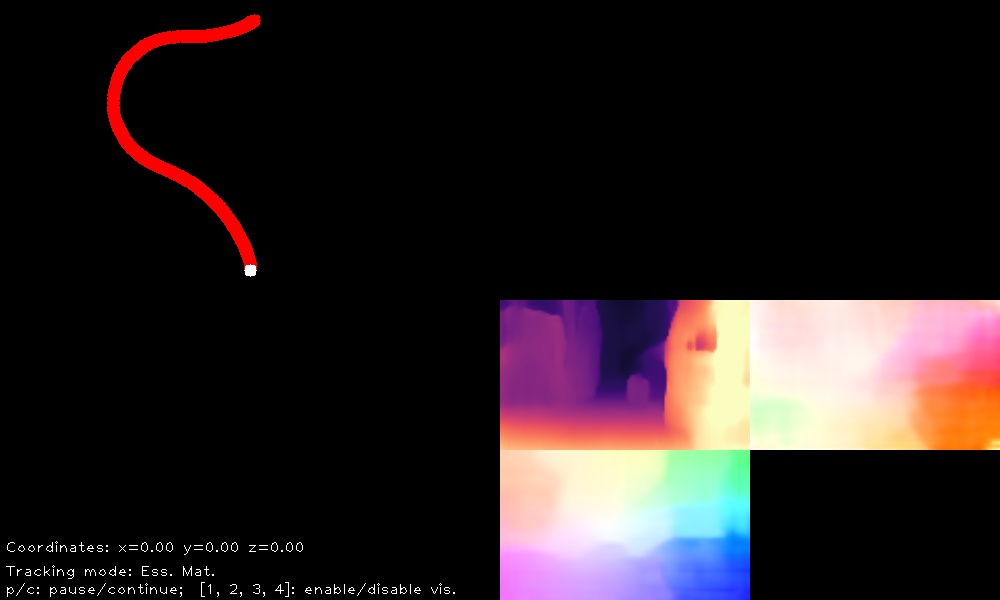 Coordinates: x=0.00 y=0.00 z=0.00
Tracking mode: Ess. Mat.
p/c: pause/continue; [1, 2, 3, 4]: enable/disable vis.